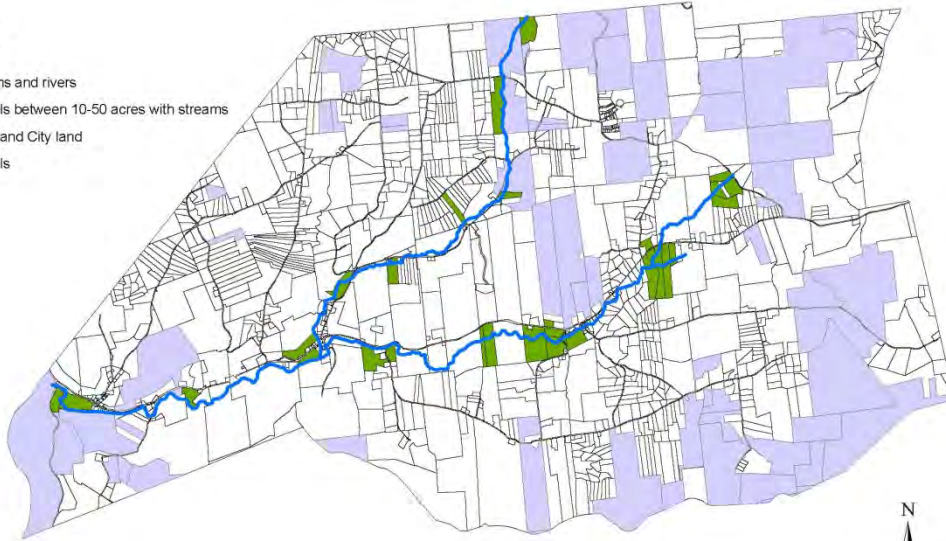 ns and rivers
ls between 10-50 acres with streams
and City land
ls
N